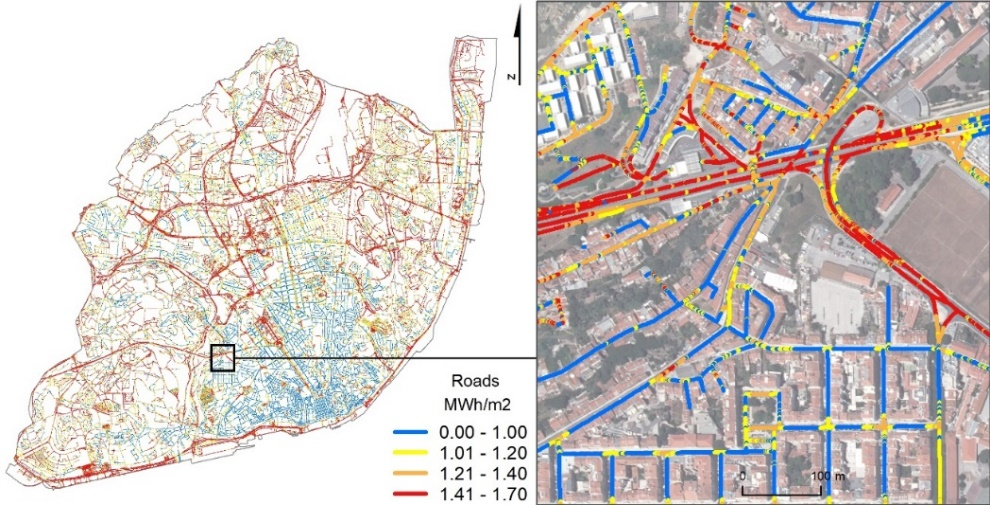 N
Roads
MWh/m2
0.00 - 1.00
1.01 - 1.20
1.21 - 1.40
1.41 - 1.70
0 100 m